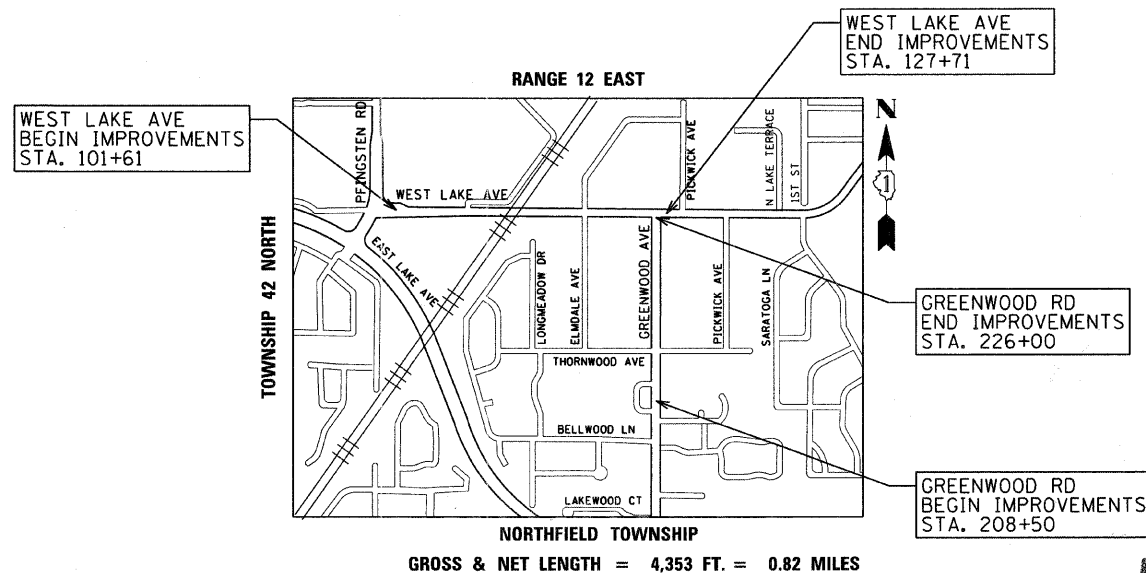 WEST LAKE AVE
END IMPROVEMENTS
STA. 127+71
RANGE 12 EAST
WEST LAKE AVE
BEGIN IMPROVEMENTS
STA. 101+61
N
1
PFINGSTEN RD
WEST LAKE AVE
PICKWICK AVE
N LAKE TERRACE
1ST ST
TOWNSHIP 42 NORTH
EAST LAKE AVE
LONGMEADOW DR
ELMDALE AVE
GREENWOOD AVE
PICKWICK AVE
SARATOGA LN
GREENWOOD RD
END IMPROVEMENTS
STA. 226+00
THORNWOOD AVE
BELLWOOD LN
LAKEWOOD CT
GREENWOOD RD
BEGIN IMPROVEMENTS
STA. 208+50
NORTHFIELD TOWNSHIP
GROSS & NET LENGTH = 4,353 FT. = 0.82 MILES